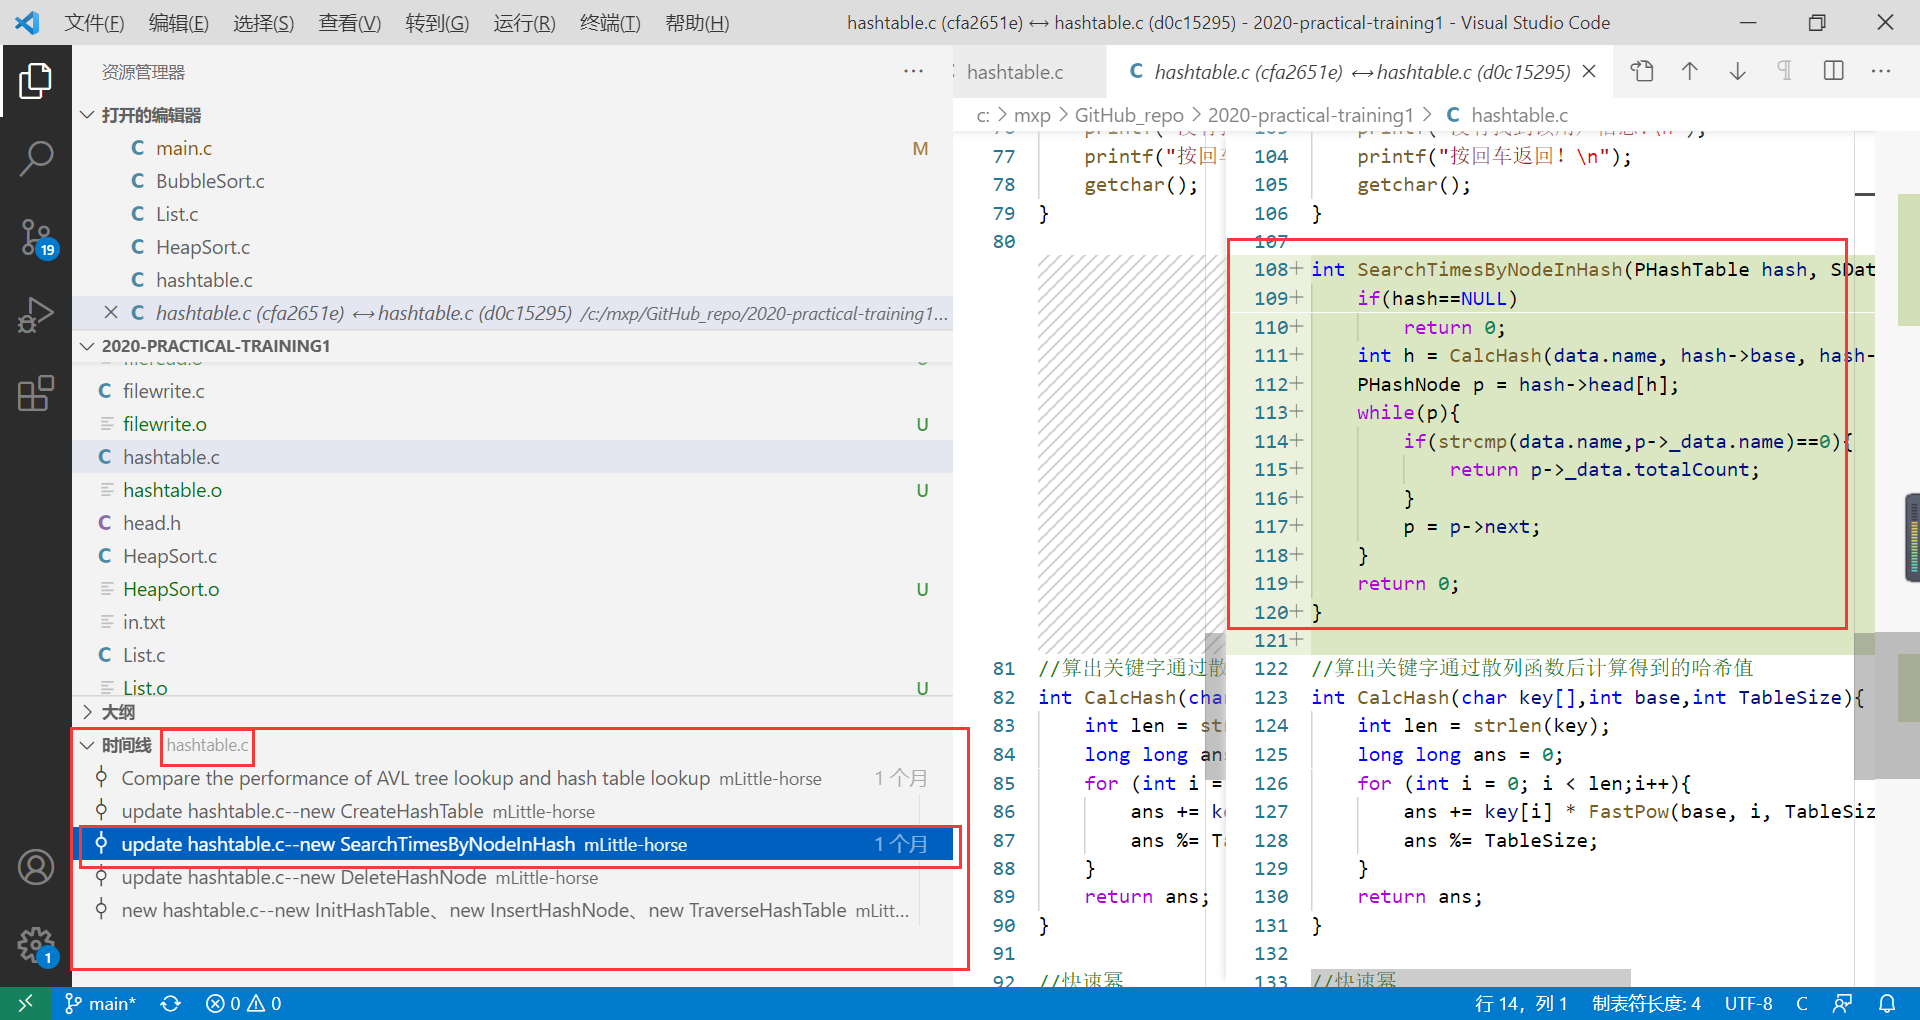 文件(F) 编辑(E) 选择(S) 查看(V) 转到(G) 运行(R) 终端(T) 帮助(H) hashtable.c (cfa2651e) ↔ hashtable.c (d0c15295) - 2020-practical-training1 - Visual Studio Code
资源管理器 ···
打开的编辑器
C main.c M
C BubbleSort.c
C List.c
C HeapSort.c
C hashtable.c
C hashtable.c (cfa2651e) ↔ hashtable.c (d0c15295) /c:/mxp/GitHub_repo/2020-practical-training1...
2020-PRACTICAL-TRAINING1
C filewrite.c
filewrite.o U
C hashtable.c
hashtable.o U
C head.h
C HeapSort.c
HeapSort.o U
in.txt
C List.c
List.o U
大纲
时间线 hashtable.c
Compare the performance of AVL tree lookup and hash table lookup mLittle-horse 1 个月
update hashtable.c--new CreateHashTable mLittle-horse
update hashtable.c--new SearchTimesByNodeInHash mLittle-horse 1 个月
update hashtable.c--new DeleteHashNode mLittle-horse
new hashtable.c--new InitHashTable、new InsertHashNode、new TraverseHashTable mLitt...
19
1
hashtable.c
C hashtable.c (cfa2651e) ↔ hashtable.c (d0c15295)
c: > mxp > GitHub_repo > 2020-practical-training1 > C hashtable.c
77 printf("按回
78 getchar();
79 }
80
81 //算出关键字通过散
82 int CalcHash(cha
83 int len = st
84 long long an
85 for (int i =
86 ans += k
87 ans %= T
88 }
89 return ans;
90 }
91
92 //快速幂
104 printf("按回车返回! \n");
105 getchar();
106 }
107
108+ int SearchTimesByNodeInHash(PHashTable hash, SDat
109+ if(hash==NULL)
110+ return 0;
111+ int h = CalcHash(data.name, hash->base, hash-
112+ PHashNode p = hash->head[h];
113+ while(p){
114+ if(strcmp(data.name,p->_data.name)==0){
115+ return p->_data.totalCount;
116+ }
117+ p = p->next;
118+ }
119+ return 0;
120+ }
121+
122 //算出关键字通过散列函数后计算得到的哈希值
123 int CalcHash(char key[],int base,int TableSize){
124 int len = strlen(key);
125 long long ans = 0;
126 for (int i = 0; i < len;i++){
127 ans += key[i] * FastPow(base, i, TableSiz
128 ans %= TableSize;
129 }
130 return ans;
131 }
132
133 //快速幂
main* 0 0 行 14, 列 1 制表符长度: 4 UTF-8 C